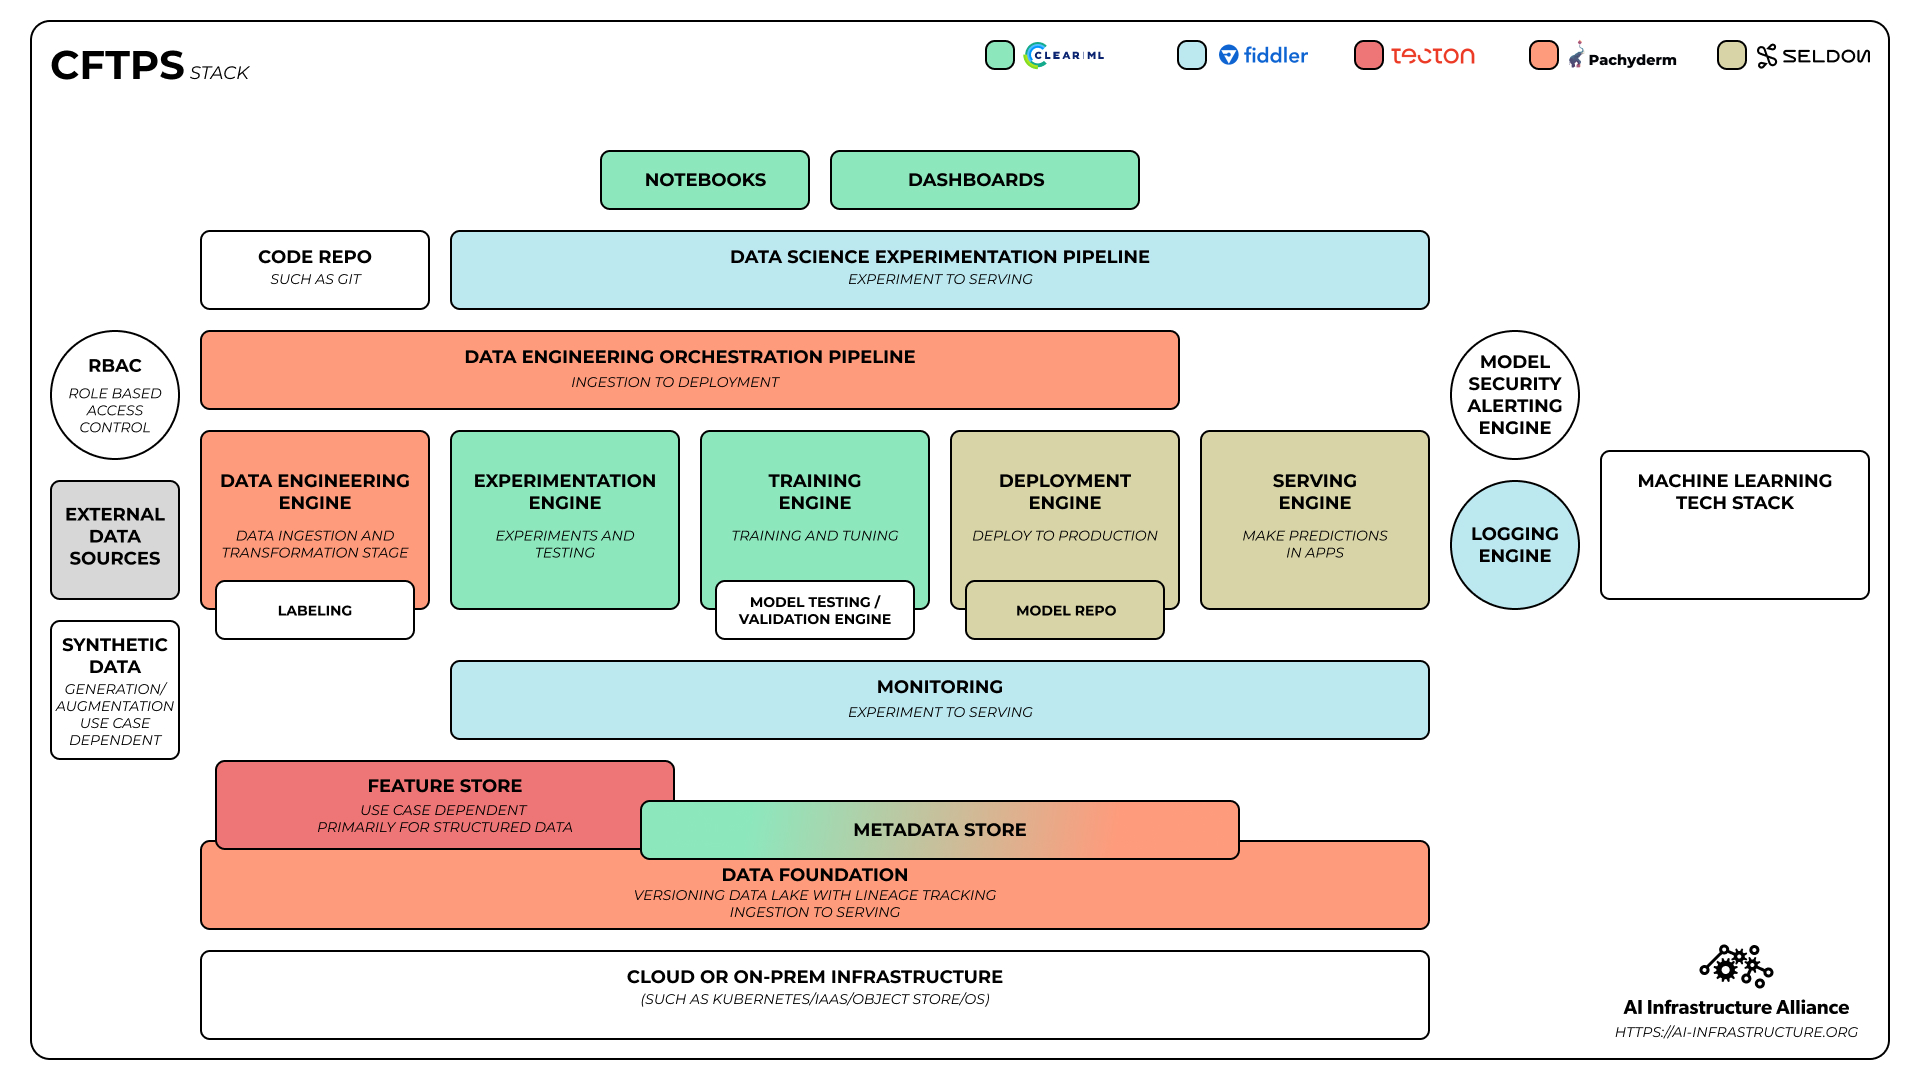 CFTPS STACK
CLEAR|ML
fiddler
TECTON
Pachyderm
SELDON
NOTEBOOKS
DASHBOARDS
CODE REPO
SUCH AS GIT
DATA SCIENCE EXPERIMENTATION PIPELINE
EXPERIMENT TO SERVING
RBAC
ROLE BASED
ACCESS
CONTROL
DATA ENGINEERING ORCHESTRATION PIPELINE
INGESTION TO DEPLOYMENT
MODEL
SECURITY
ALERTING
ENGINE
EXTERNAL
DATA
SOURCES
DATA ENGINEERING
ENGINE
DATA INGESTION AND
TRANSFORMATION STAGE
LABELING
EXPERIMENTATION
ENGINE
EXPERIMENTS AND
TESTING
TRAINING
ENGINE
TRAINING AND TUNING
MODEL TESTING /
VALIDATION ENGINE
DEPLOYMENT
ENGINE
DEPLOY TO PRODUCTION
MODEL REPO
SERVING
ENGINE
MAKE PREDICTIONS
IN APPS
LOGGING
ENGINE
MACHINE LEARNING
TECH STACK
SYNTHETIC
DATA
GENERATION/
AUGMENTATION
USE CASE
DEPENDENT
MONITORING
EXPERIMENT TO SERVING
FEATURE STORE
USE CASE DEPENDENT
PRIMARILY FOR STRUCTURED DATA
METADATA STORE
DATA FOUNDATION
VERSIONING DATA LAKE WITH LINEAGE TRACKING
INGESTION TO SERVING
CLOUD OR ON-PREM INFRASTRUCTURE
(SUCH AS KUBERNETES/IAAS/OBJECT STORE/OS)
AI Infrastructure Alliance
HTTPS://AI-INFRASTRUCTURE.ORG